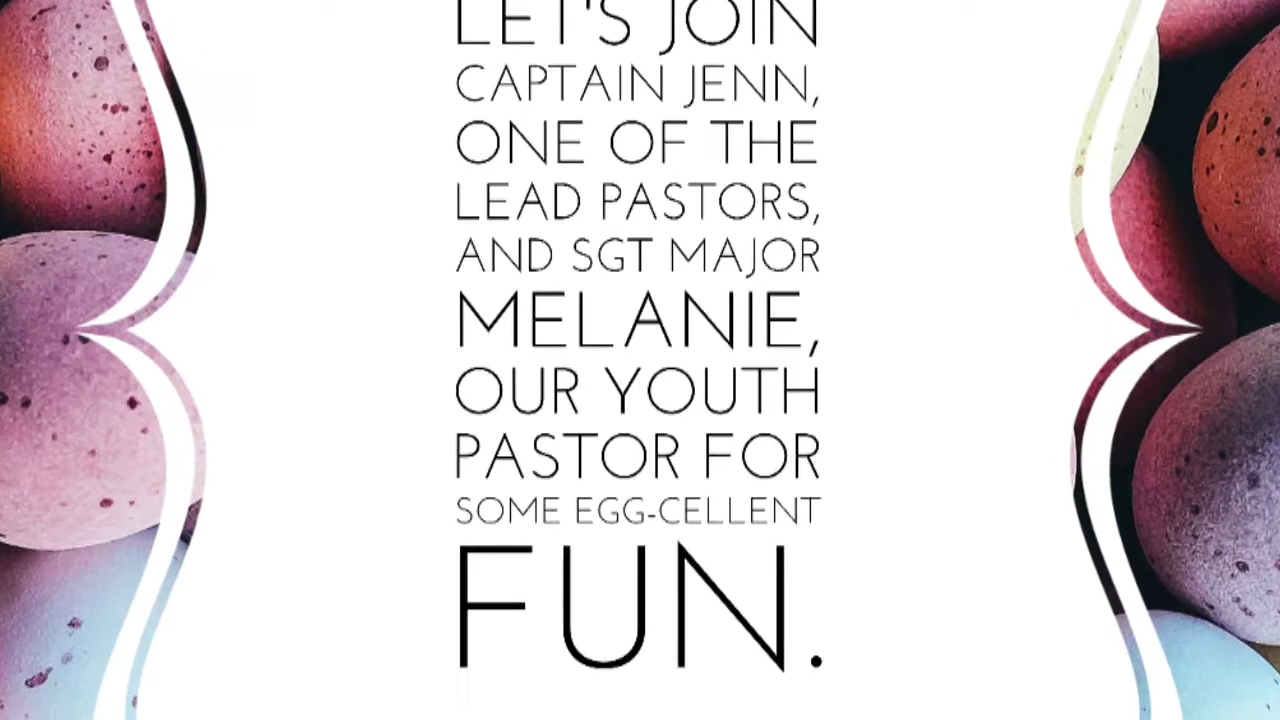 LET'S JOIN
CAPTAIN JENN,
ONE OF THE
LEAD PASTORS,
AND SGT MAJOR
MELANIE,
OUR YOUTH
PASTOR FOR
SOME EGG-CELLENT
FUN.